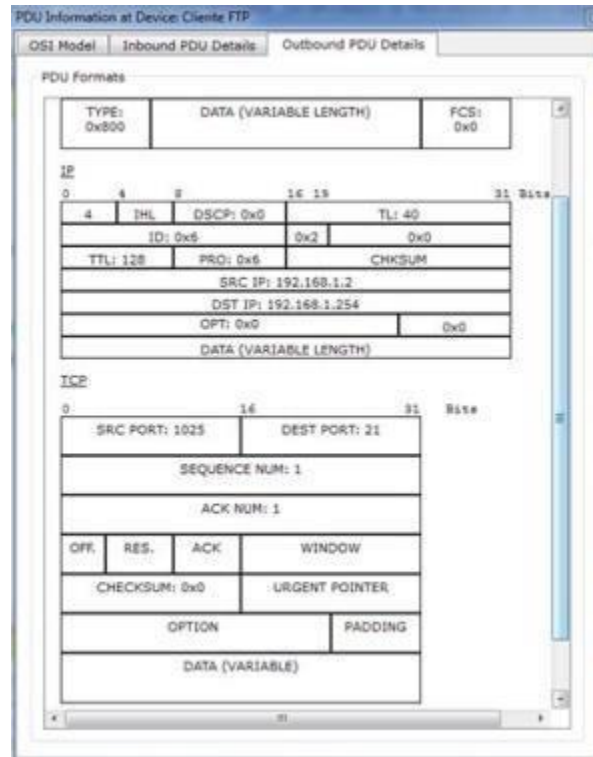 PDU Information at Device: Cliente FTP
OSI Model Inbound PDU Details Outbound PDU Details
PDU Formats
TYPE: 0x800 DATA (VARIABLE LENGTH) FCS: 0x0
IP
0 4 8 16 19 31 Bits
4 IHL DSCP: 0x0 TL: 40
ID: 0x6 0x2 0x0
TTL: 128 PRO: 0x6 CHKSUM
SRC IP: 192.168.1.2
DST IP: 192.168.1.254
OPT: 0x0 0x0
DATA (VARIABLE LENGTH)
TCP
0 16 31 Bits
SRC PORT: 1025 DEST PORT: 21
SEQUENCE NUM: 1
ACK NUM: 1
OFF. RES. ACK WINDOW
CHECKSUM: 0x0 URGENT POINTER
OPTION PADDING
DATA (VARIABLE)